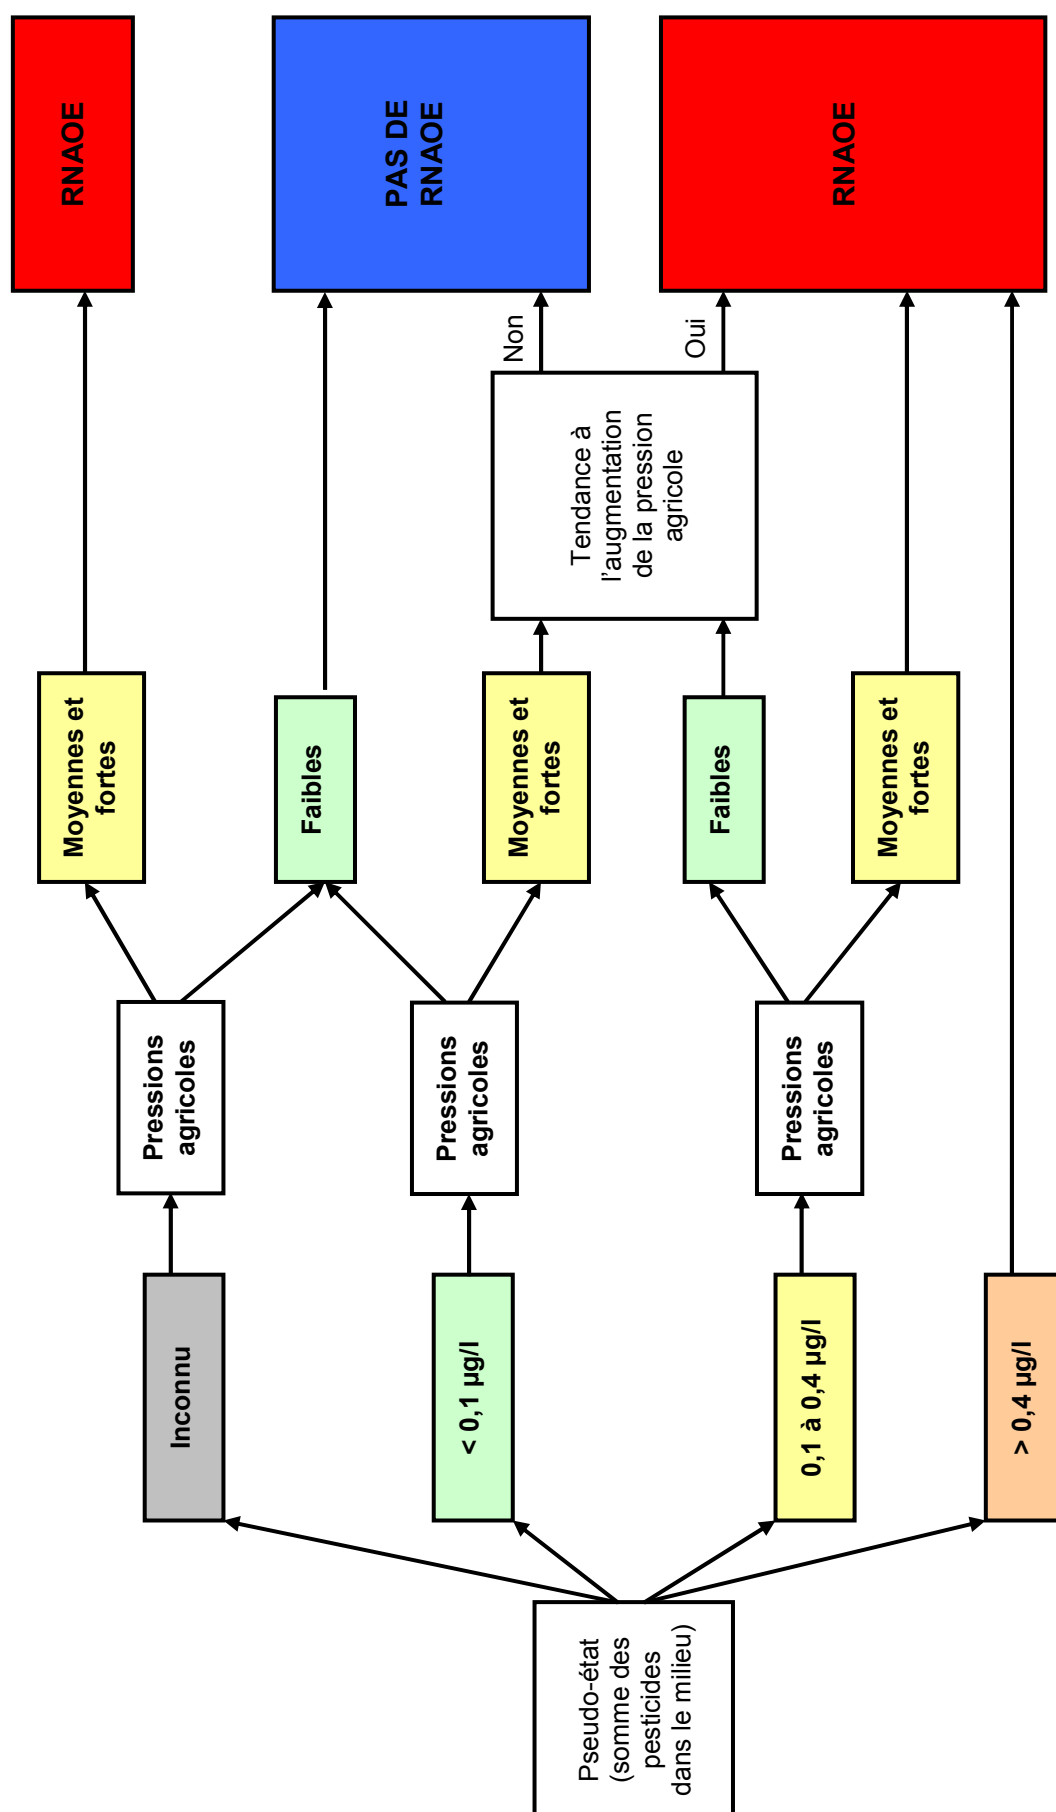 Pseudo-état
(somme des
pesticides
dans le milieu)
Inconnu
< 0,1 µg/l
0,1 à 0,4 µg/l
> 0,4 µg/l
Pressions
agricoles
Pressions
agricoles
Pressions
agricoles
Moyennes et
fortes
Faibles
Moyennes et
fortes
Faibles
Moyennes et
fortes
Tendance à
l'augmentation
de la pression
agricole
Non
Oui
RNAOE
PAS DE
RNAOE
RNAOE